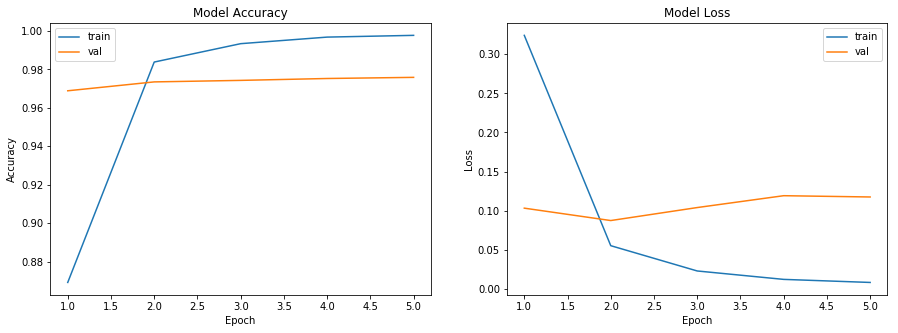 Model Accuracy
train
val
1.00
0.98
0.96
0.94
0.92
0.90
0.88
Accuracy
1.0 1.5 2.0 2.5 3.0 3.5 4.0 4.5 5.0
Epoch
Model Loss
train
val
0.30
0.25
0.20
0.15
0.10
0.05
0.00
Loss
1.0 1.5 2.0 2.5 3.0 3.5 4.0 4.5 5.0
Epoch